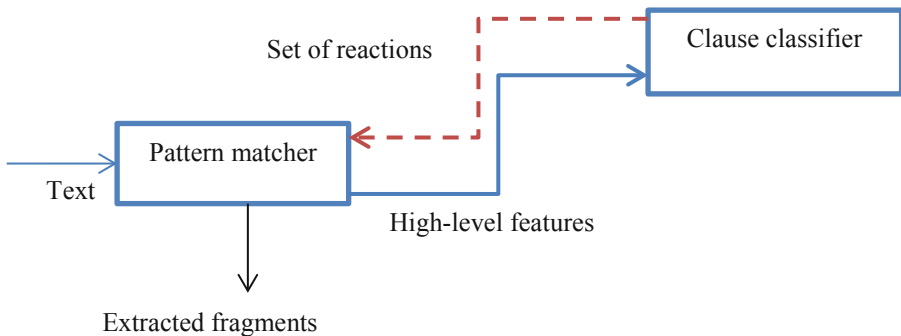 Set of reactions
Clause classifier
Pattern matcher
Text
High-level features
Extracted fragments